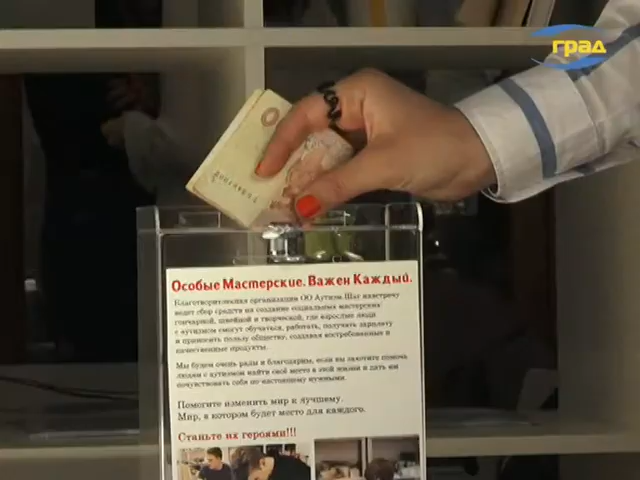 град
Особые Мастерские. Важен Каждый.
Благотворительная организация ОО Аутизм.Шаг навстречу
ведет сбор средств на создание социальных мастерских
гончарной, швейной и творческой, где взрослые люди
с аутизмом смогут обучаться, работать, получать зарплату
и приносить пользу обществу, создавая востребованные и
качественные продукты.
Мы будем очень рады и благодарны, если вы захотите помочь
людям с аутизмом найти своё место в этой жизни и дать им
почувствовать себя по-настоящему нужными.
Помогите изменить мир к лучшему.
Мир, в котором будет место для каждого.
Станьте их героями!!!